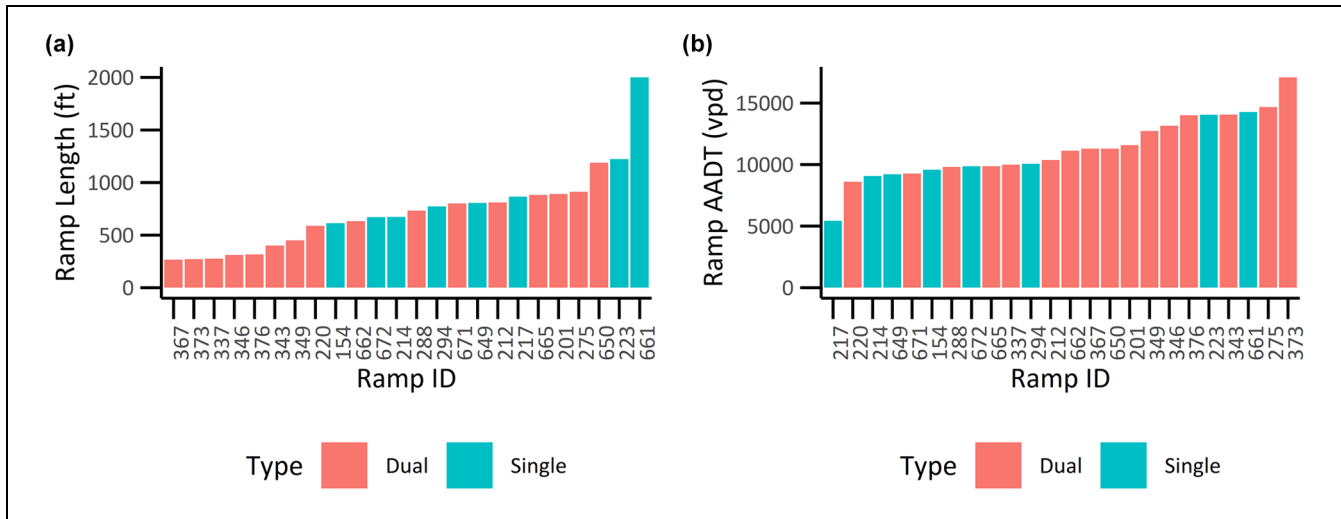 (a)
Ramp Length (ft)
2000
1500
1000
500
0
367 373 337 346 376 343 349 220 154 662 672 214 288 294 671 649 212 217 665 201 275 650 223 661
Ramp ID
Type Dual Single
(b)
Ramp AADT (vpd)
15000
10000
5000
0
217 220 214 649 671 154 288 672 665 337 294 212 662 367 650 201 349 346 376 223 343 661 275 373
Ramp ID
Type Dual Single